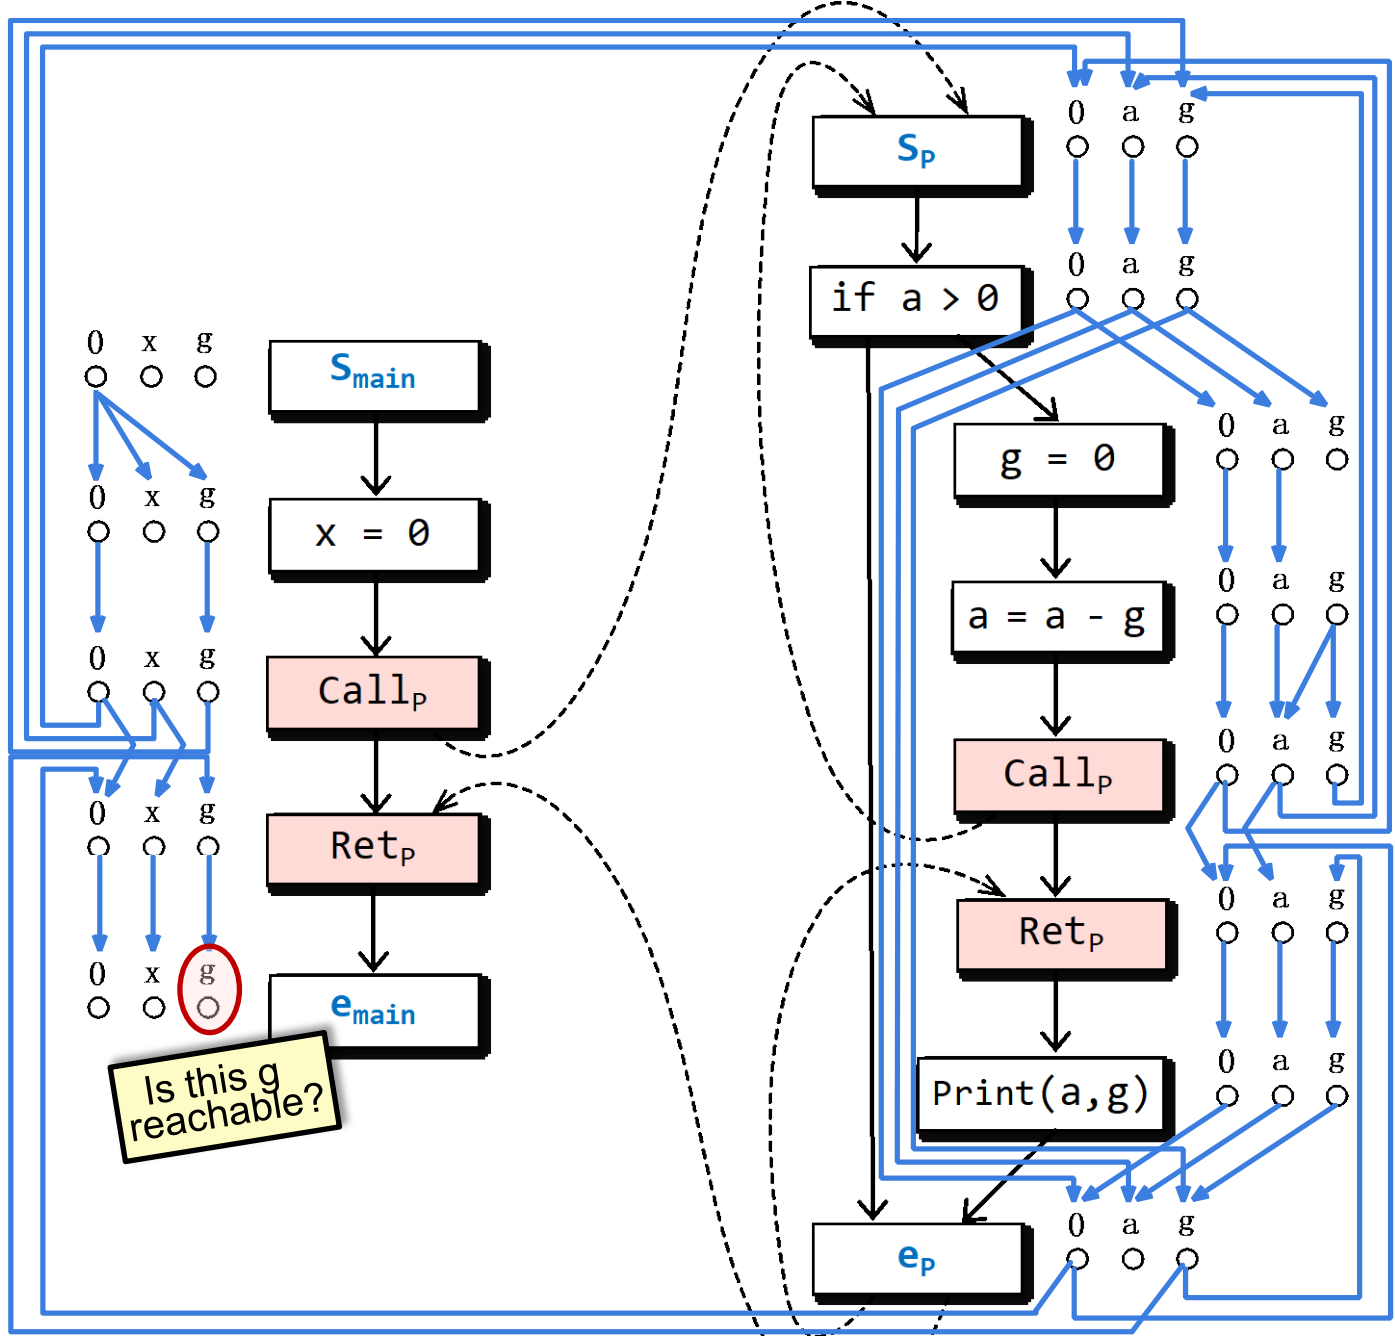 0 a g
S_P
0 a g
if a > 0
0 x g
S_main
0 a g
g = 0
0 x g
x = 0
0 a g
a = a - g
0 x g
Call_P
0 a g
Call_P
0 x g
Ret_P
0 a g
Ret_P
0 x g
e_main
0 a g
Print(a,g)
Is this g
reachable?
0 a g
e_P